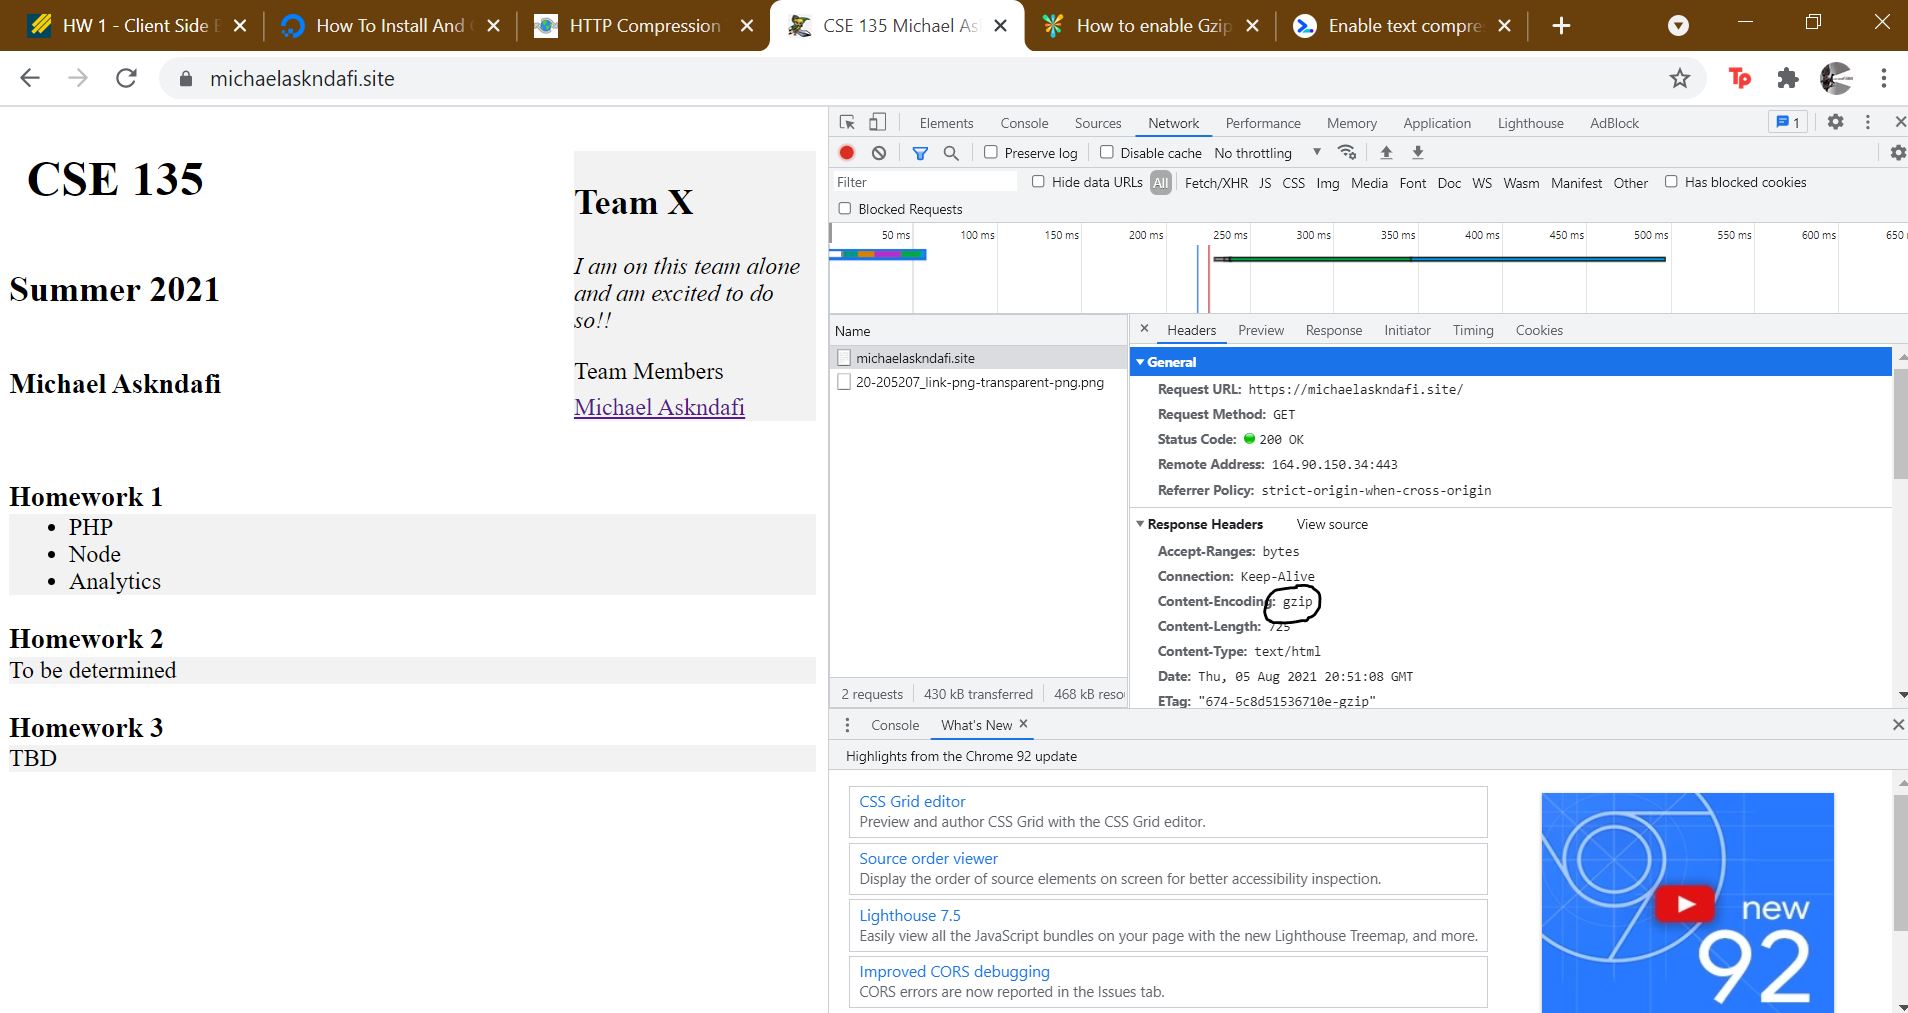 HW 1 - Client Side
How To Install And
HTTP Compression
CSE 135 Michael As
How to enable Gzip
Enable text compre
michaelaskndafi.site
Tp
CSE 135
Summer 2021
Michael Askndafi
Team X
I am on this team alone
and am excited to do
so!!
Team Members
Michael Askndafi
Homework 1
• PHP
• Node
• Analytics
Homework 2
To be determined
Homework 3
TBD
Elements Console Sources Network Performance Memory Application Lighthouse AdBlock 1
Preserve log Disable cache No throttling
Filter Hide data URLs All Fetch/XHR JS CSS Img Media Font Doc WS Wasm Manifest Other Has blocked cookies
Blocked Requests
50 ms 100 ms 150 ms 200 ms 250 ms 300 ms 350 ms 400 ms 450 ms 500 ms 550 ms 600 ms 650
Name
michaelaskndafi.site
20-205207_link-png-transparent-png.png
2 requests 430 kB transferred 468 kB reso
Headers Preview Response Initiator Timing Cookies
General
Request URL: https://michaelaskndafi.site/
Request Method: GET
Status Code: 200 OK
Remote Address: 164.90.150.34:443
Referrer Policy: strict-origin-when-cross-origin
Response Headers View source
Accept-Ranges: bytes
Connection: Keep-Alive
Content-Encoding: gzip
Content-Length: 725
Content-Type: text/html
Date: Thu, 05 Aug 2021 20:51:08 GMT
ETag: "674-5c8d51536710e-gzip"
Console What's New
Highlights from the Chrome 92 update
CSS Grid editor
Preview and author CSS Grid with the CSS Grid editor.
Source order viewer
Display the order of source elements on screen for better accessibility inspection.
Lighthouse 7.5
Easily view all the JavaScript bundles on your page with the new Lighthouse Treemap, and more.
Improved CORS debugging
CORS errors are now reported in the Issues tab.
new
92